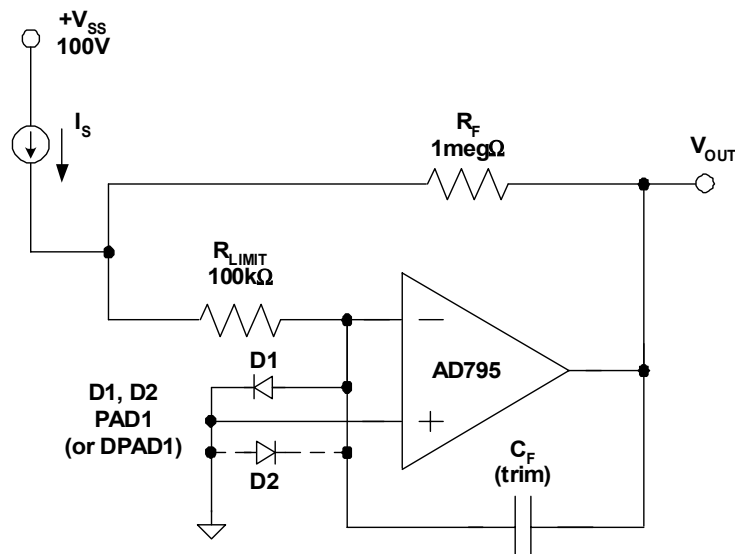 +VSS
100V
IS
RF
1megΩ
VOUT
RLIMIT
100kΩ
D1
AD795
D1, D2
PAD1
(or DPAD1)
D2
CF
(trim)